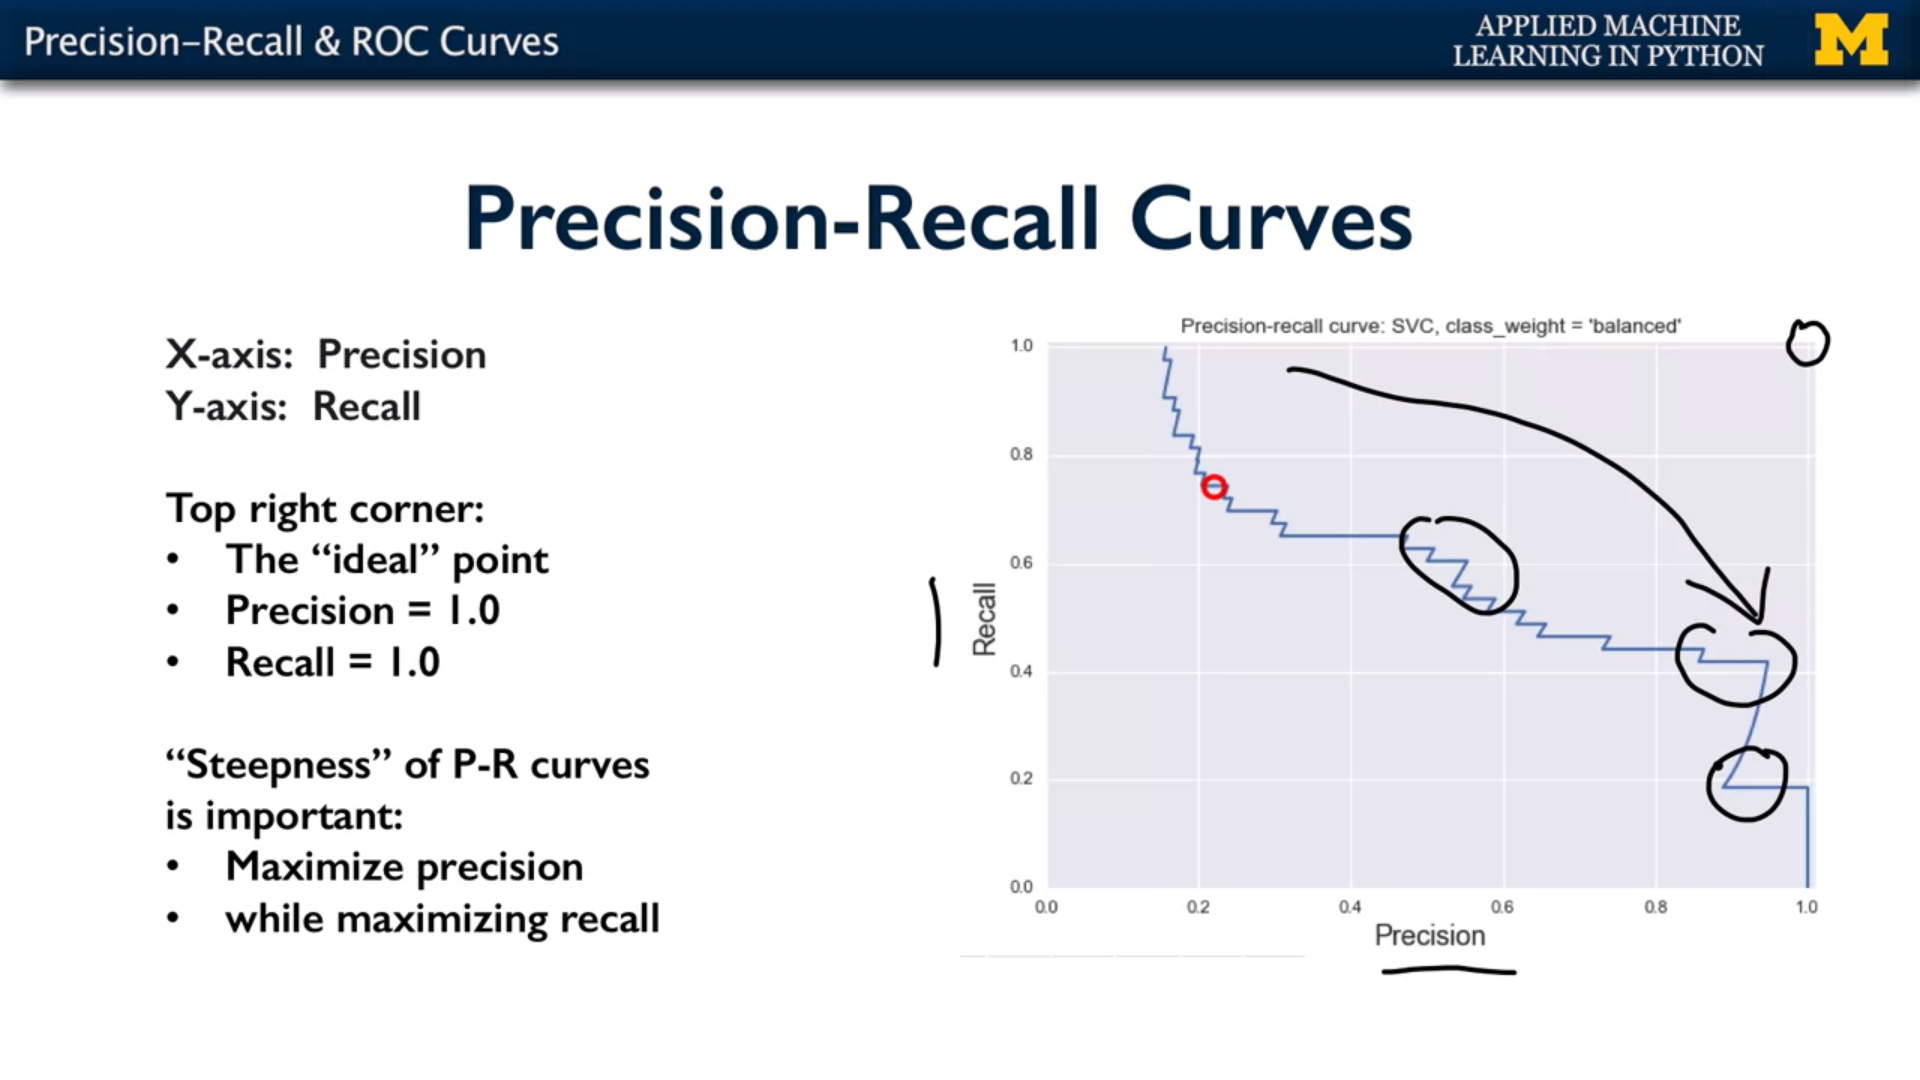 Precision–Recall & ROC Curves
APPLIED MACHINE
LEARNING IN PYTHON
M
Precision-Recall Curves
X-axis: Precision
Y-axis: Recall
Top right corner:
• The “ideal” point
• Precision = 1.0
• Recall = 1.0
“Steepness” of P-R curves
is important:
• Maximize precision
• while maximizing recall
Precision-recall curve: SVC, class_weight = 'balanced'
1.0
0.8
0.6
0.4
0.2
0.0
Recall
0.0 0.2 0.4 0.6 0.8 1.0
Precision